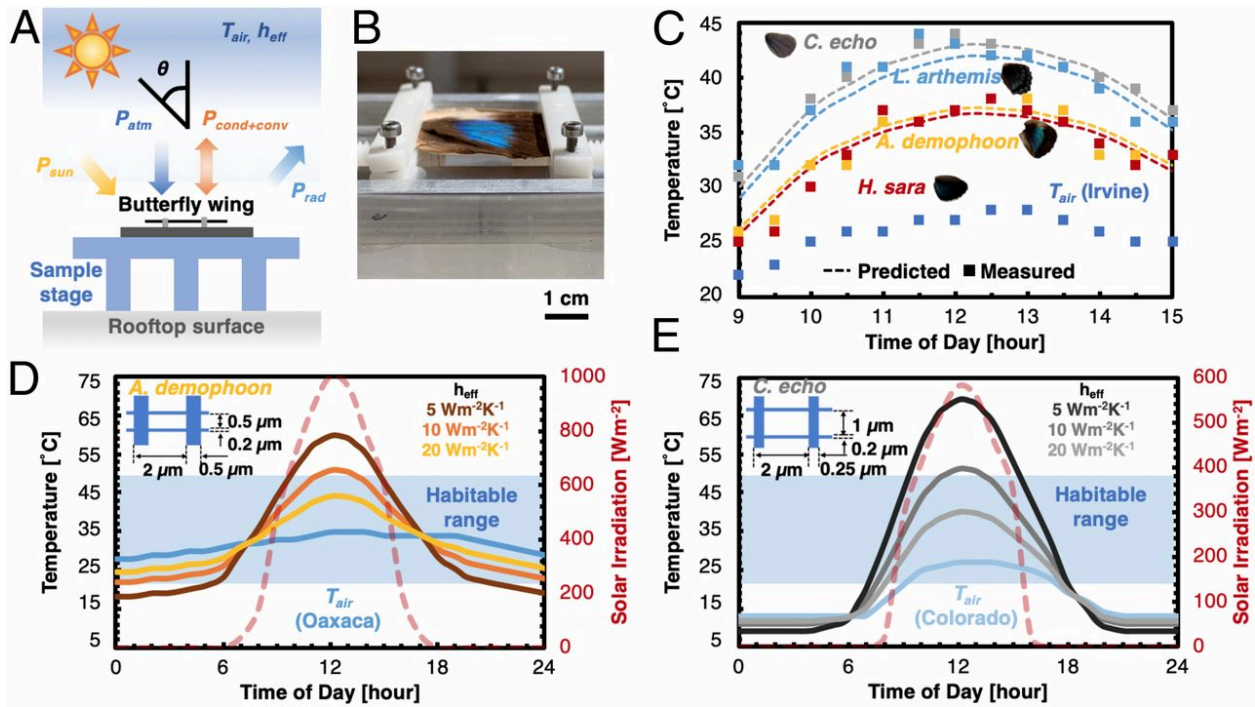 A
T_air, h_eff
θ
P_atm
P_cond+conv
P_sun
P_rad
Butterfly wing
Sample
stage
Rooftop surface
B
1 cm
C
Temperature [°C]
45
40
35
30
25
20
C. echo
L. arthemis
A. demophoon
H. sara
T_air (Irvine)
Predicted
Measured
9
10
11
12
13
14
15
Time of Day [hour]
D
Temperature [°C]
75
65
55
45
35
25
15
5
A. demophoon
0.5 µm
0.2 µm
2 µm
0.5 µm
h_eff
5 Wm⁻²K⁻¹
10 Wm⁻²K⁻¹
20 Wm⁻²K⁻¹
Habitable
range
T_air
(Oaxaca)
1000
800
600
400
200
0
Solar Irradiation [Wm⁻²]
0
6
12
18
24
Time of Day [hour]
E
Temperature [°C]
75
65
55
45
35
25
15
5
C. echo
1 µm
0.2 µm
2 µm
0.25 µm
h_eff
5 Wm⁻²K⁻¹
10 Wm⁻²K⁻¹
20 Wm⁻²K⁻¹
Habitable
range
T_air
(Colorado)
600
500
400
300
200
100
0
Solar Irradiation [Wm⁻²]
0
6
12
18
24
Time of Day [hour]